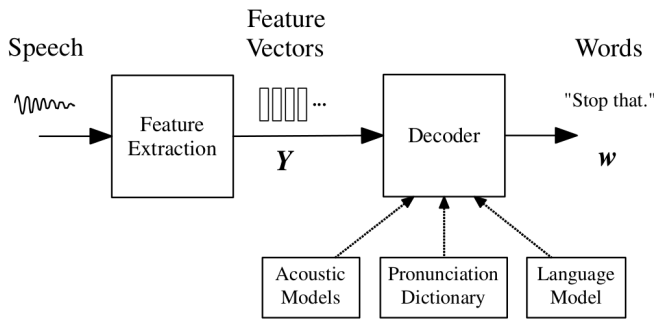 Speech
Feature
Vectors
Words
Feature
Extraction
...
Y
Decoder
"Stop that."
w
Acoustic
Models
Pronunciation
Dictionary
Language
Model